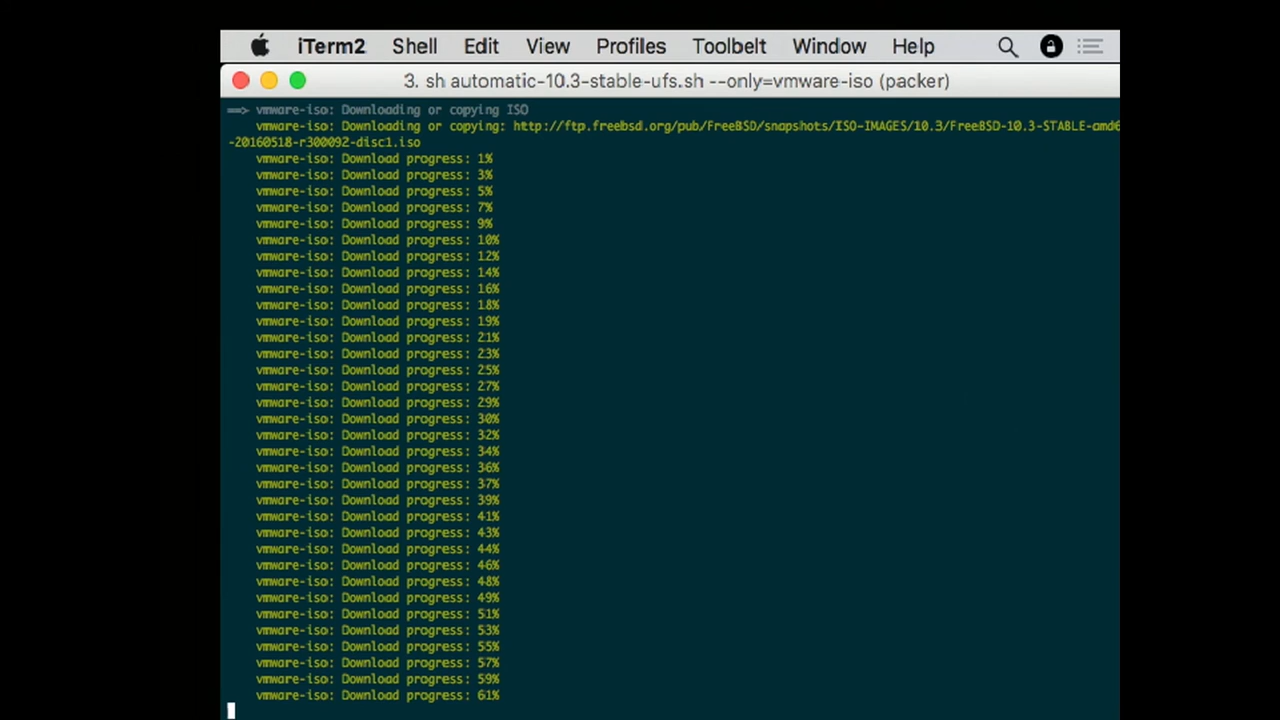 iTerm2 Shell Edit View Profiles Toolbelt Window Help
3. sh automatic-10.3-stable-ufs.sh --only=vmware-iso (packer)
==> vmware-iso: Downloading or copying ISO
vmware-iso: Downloading or copying: http://ftp.freebsd.org/pub/FreeBSD/snapshots/ISO-IMAGES/10.3/FreeBSD-10.3-STABLE-amd6
-20160518-r300092-disc1.iso
vmware-iso: Download progress: 1%
vmware-iso: Download progress: 3%
vmware-iso: Download progress: 5%
vmware-iso: Download progress: 7%
vmware-iso: Download progress: 9%
vmware-iso: Download progress: 10%
vmware-iso: Download progress: 12%
vmware-iso: Download progress: 14%
vmware-iso: Download progress: 16%
vmware-iso: Download progress: 18%
vmware-iso: Download progress: 19%
vmware-iso: Download progress: 21%
vmware-iso: Download progress: 23%
vmware-iso: Download progress: 25%
vmware-iso: Download progress: 27%
vmware-iso: Download progress: 29%
vmware-iso: Download progress: 30%
vmware-iso: Download progress: 32%
vmware-iso: Download progress: 34%
vmware-iso: Download progress: 36%
vmware-iso: Download progress: 37%
vmware-iso: Download progress: 39%
vmware-iso: Download progress: 41%
vmware-iso: Download progress: 43%
vmware-iso: Download progress: 44%
vmware-iso: Download progress: 46%
vmware-iso: Download progress: 48%
vmware-iso: Download progress: 49%
vmware-iso: Download progress: 51%
vmware-iso: Download progress: 53%
vmware-iso: Download progress: 55%
vmware-iso: Download progress: 57%
vmware-iso: Download progress: 59%
vmware-iso: Download progress: 61%